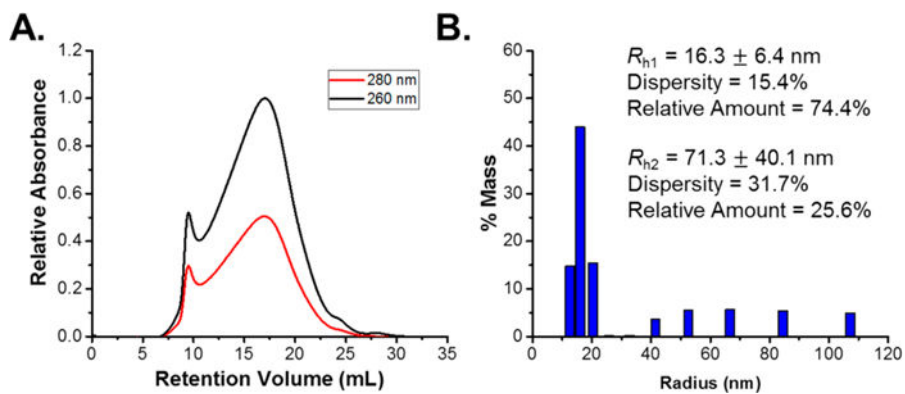 A.
Relative Absorbance
1.2
1.0
0.8
0.6
0.4
0.2
0.0
0 5 10 15 20 25 30 35
Retention Volume (mL)
280 nm
260 nm
B.
% Mass
60
50
40
30
20
10
0
0 20 40 60 80 100 120
Radius (nm)
Rh1 = 16.3 ± 6.4 nm
Dispersity = 15.4%
Relative Amount = 74.4%
Rh2 = 71.3 ± 40.1 nm
Dispersity = 31.7%
Relative Amount = 25.6%